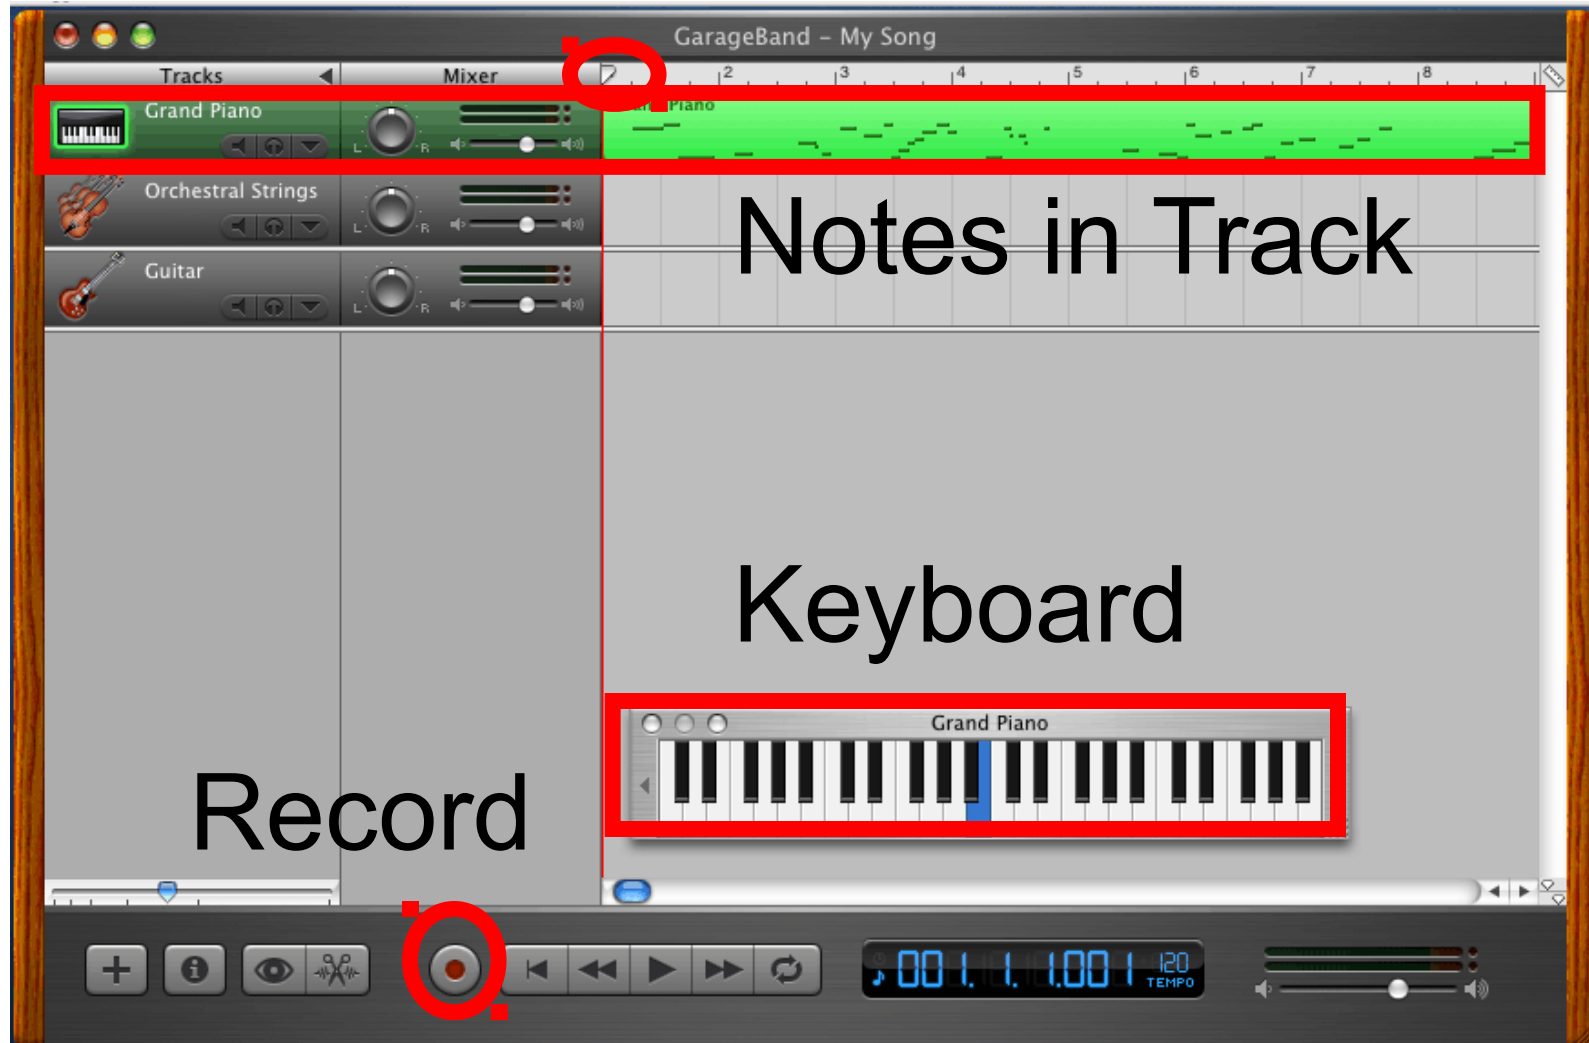 GarageBand – My Song
Tracks
Mixer
2 3 4 5 6 7 8
Grand Piano
Piano
L R
Orchestral Strings
L R
Notes in Track
Guitar
L R
Keyboard
Grand Piano
Record
001. 1. 1.001 120
TEMPO